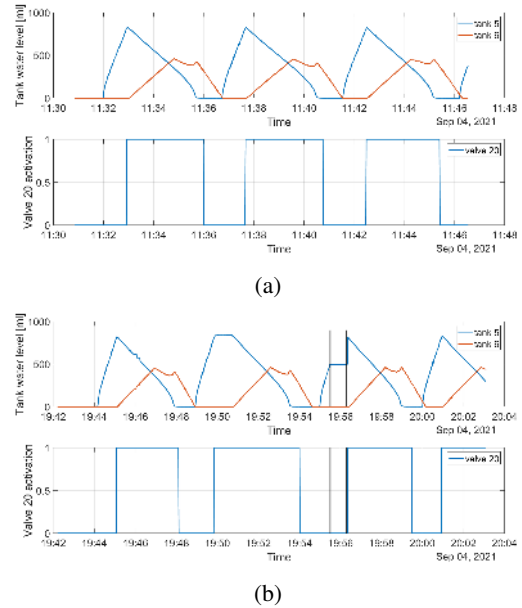 Tank water level [ml]
1000
500
0
tank 5
tank 6
11:30 11:32 11:34 11:36 11:38 11:40 11:42 11:44 11:46 11:48
Time
Sep 04, 2021
Valve 20 activation
1
0.5
0
valve 20
11:30 11:32 11:34 11:36 11:38 11:40 11:42 11:44 11:46 11:48
Time
Sep 04, 2021
(a)
Tank water level [ml]
1000
500
0
tank 5
tank 6
19:42 19:44 19:46 19:48 19:50 19:52 19:54 19:56 19:58 20:00 20:02 20:04
Time
Sep 04, 2021
Valve 20 activation
1
0.5
0
valve 20
19:42 19:44 19:46 19:48 19:50 19:52 19:54 19:56 19:58 20:00 20:02 20:04
Time
Sep 04, 2021
(b)